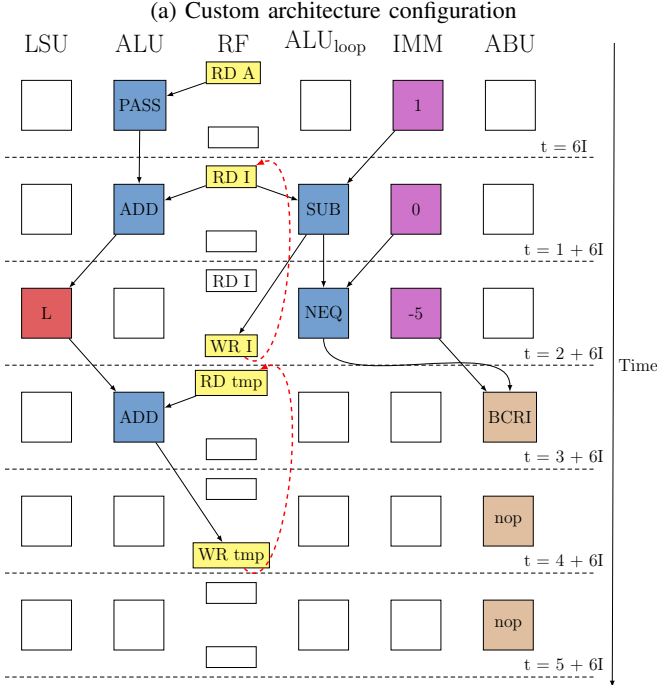 (a) Custom architecture configuration
LSU ALU RF ALU_loop IMM ABU
RD A
PASS 1
t = 6I
RD I
ADD SUB 0
t = 1 + 6I
RD I
L NEQ -5
WR I
t = 2 + 6I
Time
RD tmp
ADD BCRI
t = 3 + 6I
nop
WR tmp
t = 4 + 6I
nop
t = 5 + 6I